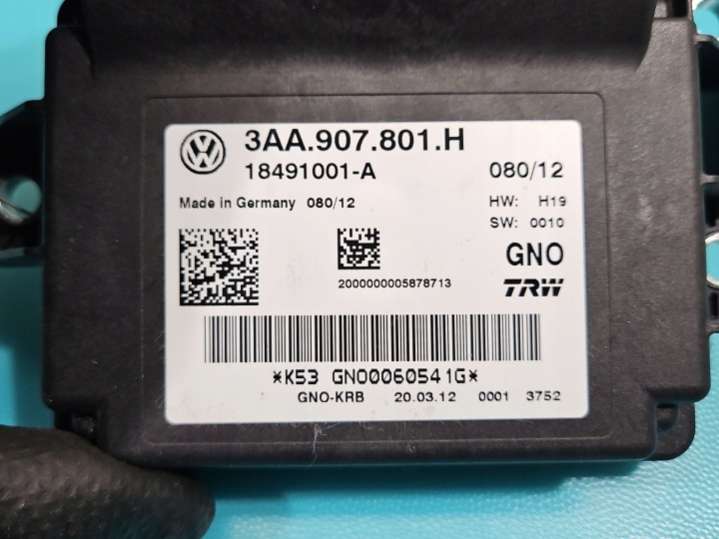 3AA.907.801.H
18491001-A 080/12
Made in Germany 080/12 HW: H19
SW: 0010
GNO
2000000005878713
TRW
*K53 GNO00060541G*
GNO-KRB 20.03.12 0001 3752